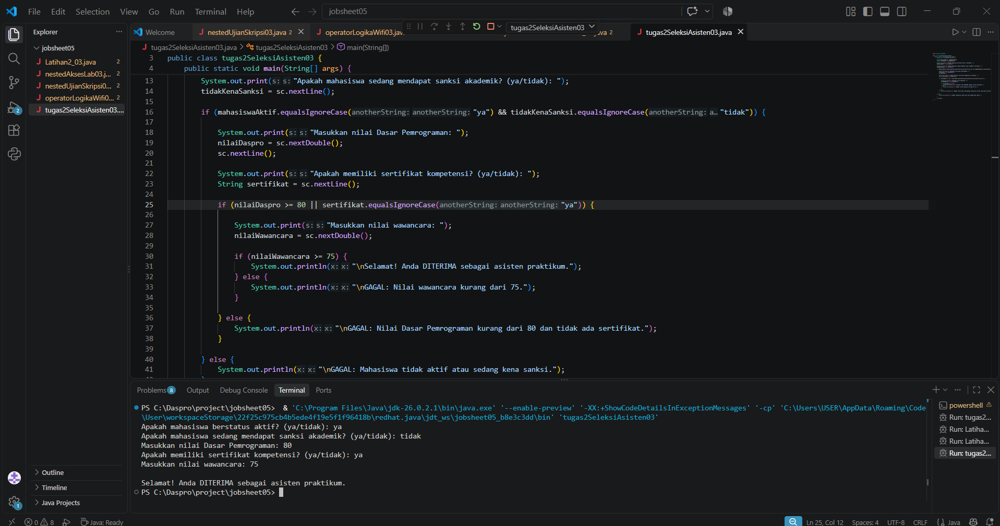 File Edit Selection View Go Run Terminal Help
jobsheet05
Explorer
jobsheet05
J Latihan2_03.java 2
J nestedAksesLab03.j... 2
J nestedUjianSkripsi0... 2
J operatorLogikaWifi0... 2
J tugas2SeleksiAsisten03....
Outline
Timeline
Java Projects
Welcome
J nestedUjianSkripsi03.java 2
J operatorLogikaWifi03.jav
tugas2SeleksiAsisten03
java 2
J tugas2SeleksiAsisten03.java
J tugas2SeleksiAsisten03.java > tugas2SeleksiAsisten03 > main(String[])
3 public class tugas2SeleksiAsisten03 {
4 public static void main(String[] args) {
13 System.out.print(s: s: "Apakah mahasiswa sedang mendapat sanksi akademik? (ya/tidak): ");
14 tidakKenaSanksi = sc.nextLine();
15
16 if (mahasiswaAktif.equalsIgnoreCase(anotherString: anotherString: "ya") && tidakKenaSanksi.equalsIgnoreCase(anotherString: a... "tidak")) {
17
18 System.out.print(s: s: "Masukkan nilai Dasar Pemrograman: ");
19 nilaiDaspro = sc.nextDouble();
20 sc.nextLine();
21
22 System.out.print(s: s: "Apakah memiliki sertifikat kompetensi? (ya/tidak): ");
23 String sertifikat = sc.nextLine();
24
25 if (nilaiDaspro >= 80 || sertifikat.equalsIgnoreCase(anotherString: anotherString: "ya")) {
26
27 System.out.print(s: s: "Masukkan nilai wawancara: ");
28 nilaiWawancara = sc.nextDouble();
29
30 if (nilaiWawancara >= 75) {
31 System.out.println(x: x: "\nSelamat! Anda DITERIMA sebagai asisten praktikum.");
32 } else {
33 System.out.println(x: x: "\nGAGAL: Nilai wawancara kurang dari 75.");
34 }
35
36 } else {
37 System.out.println(x: x: "\nGAGAL: Nilai Dasar Pemrograman kurang dari 80 dan tidak ada sertifikat.");
38 }
39
40 } else {
41 System.out.println(x: x: "\nGAGAL: Mahasiswa tidak aktif atau sedang kena sanksi.");
Problems 8 Output Debug Console Terminal Ports
PS C:\Daspro\project\jobsheet05> & 'C:\Program Files\Java\jdk-26.0.2.1\bin\java.exe' '--enable-preview' '-XX:+ShowCodeDetailsInExceptionMessages' '-cp' 'C:\Users\USER\AppData\Roaming\Code
\User\workspaceStorage\22f25c975cb4b5ede4f19e5f1f96418b\redhat.java\jdt_ws\jobsheet05_b8e3c3dd\bin' 'tugas2SeleksiAsisten03'
Apakah mahasiswa berstatus aktif? (ya/tidak): ya
Apakah mahasiswa sedang mendapat sanksi akademik? (ya/tidak): tidak
Masukkan nilai Dasar Pemrograman: 80
Apakah memiliki sertifikat kompetensi? (ya/tidak): ya
Masukkan nilai wawancara: 75
Selamat! Anda DITERIMA sebagai asisten praktikum.
PS C:\Daspro\project\jobsheet05>
powershell
Run: tugas2...
Run: Latiha...
Run: Latiha...
Run: tugas2...
2
1
0 8 Java: Ready
Ln 25, Col 12 Spaces: 4 UTF-8 CRLF {} Java